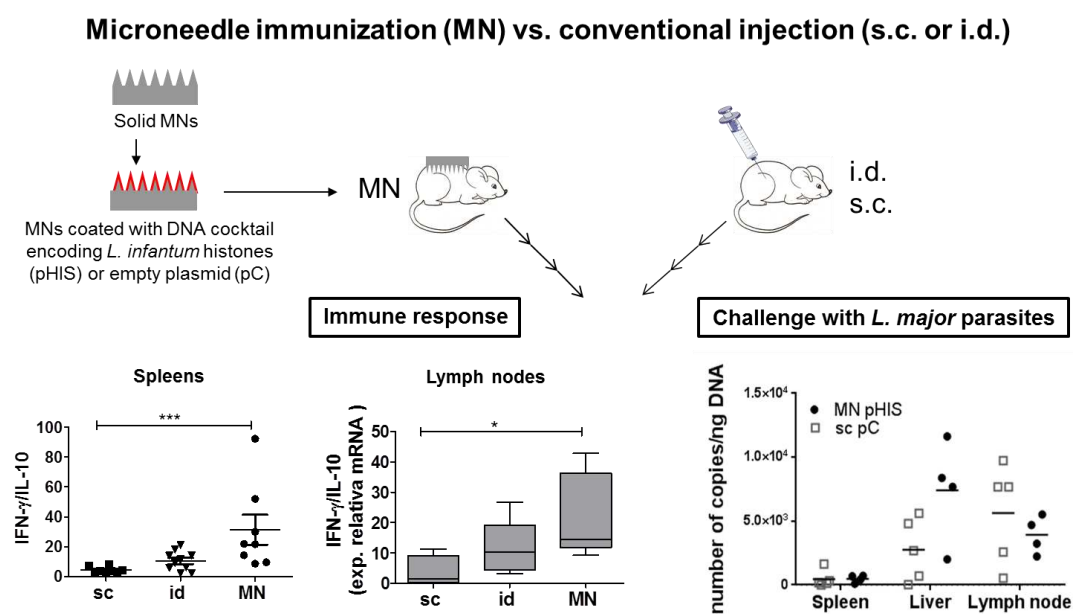 Microneedle immunization (MN) vs. conventional injection (s.c. or i.d.)
Solid MNs
MNs coated with DNA cocktail
encoding L. infantum histones
(pHIS) or empty plasmid (pC)
MN
i.d.
s.c.
Immune response
Challenge with L. major parasites
Spleens
***
IFN-γ/IL-10
100
80
60
40
20
0
sc
id
MN
Lymph nodes
*
IFN-γ/IL-10
(exp. relativa mRNA )
50
40
30
20
10
0
sc
id
MN
number of copies/ng DNA
1.5×10⁴
1.0×10⁴
5.0×10³
0
MN pHIS
sc pC
Spleen
Liver
Lymph node